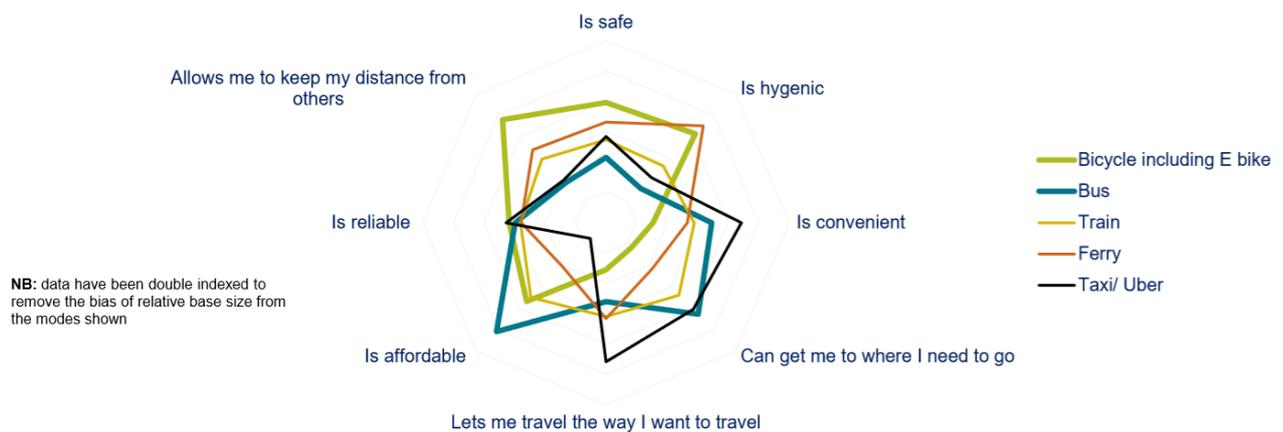 Is safe
Allows me to keep my distance from
others
Is hygenic
Bicycle including E bike
Bus
Train
Ferry
Taxi/ Uber
Is reliable
Is convenient
NB: data have been double indexed to
remove the bias of relative base size from
the modes shown
Is affordable
Can get me to where I need to go
Lets me travel the way I want to travel